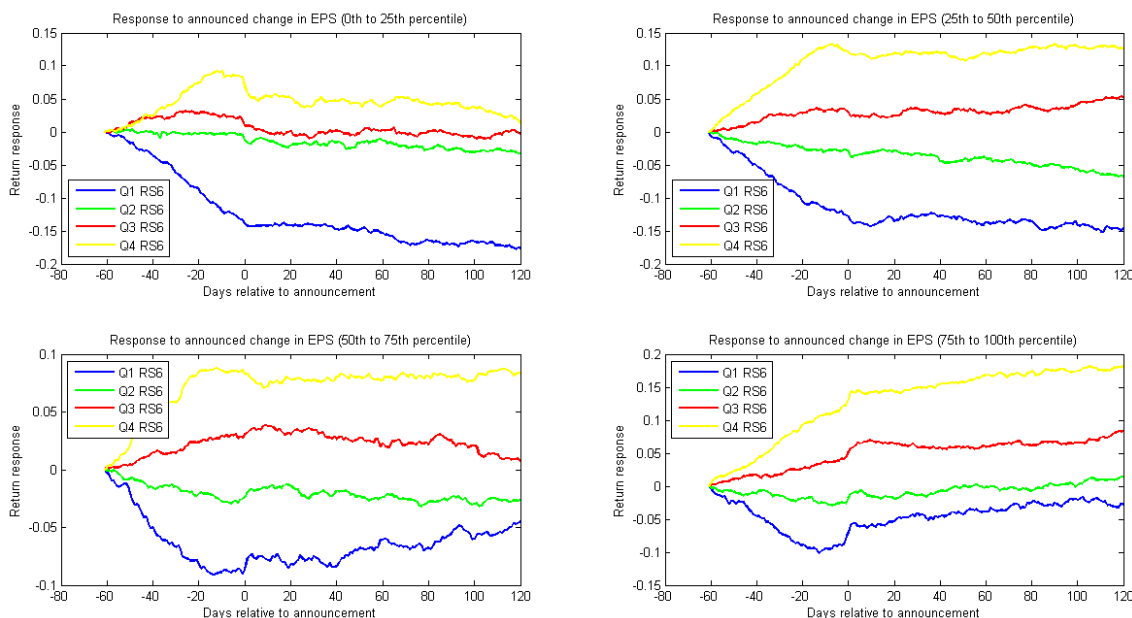 Response to announced change in EPS (0th to 25th percentile)
0.15
0.1
0.05
0
-0.05
-0.1
-0.15
-0.2
Return response
Q1 RS6
Q2 RS6
Q3 RS6
Q4 RS6
-80 -60 -40 -20 0 20 40 60 80 100 120
Days relative to announcement
Response to announced change in EPS (25th to 50th percentile)
0.15
0.1
0.05
0
-0.05
-0.1
-0.15
-0.2
Return response
Q1 RS6
Q2 RS6
Q3 RS6
Q4 RS6
-80 -60 -40 -20 0 20 40 60 80 100 120
Days relative to announcement
Response to announced change in EPS (50th to 75th percentile)
0.1
0.05
0
-0.05
-0.1
Return response
Q1 RS6
Q2 RS6
Q3 RS6
Q4 RS6
-80 -60 -40 -20 0 20 40 60 80 100 120
Days relative to announcement
Response to announced change in EPS (75th to 100th percentile)
0.2
0.15
0.1
0.05
0
-0.05
-0.1
-0.15
Return response
Q1 RS6
Q2 RS6
Q3 RS6
Q4 RS6
-80 -60 -40 -20 0 20 40 60 80 100 120
Days relative to announcement